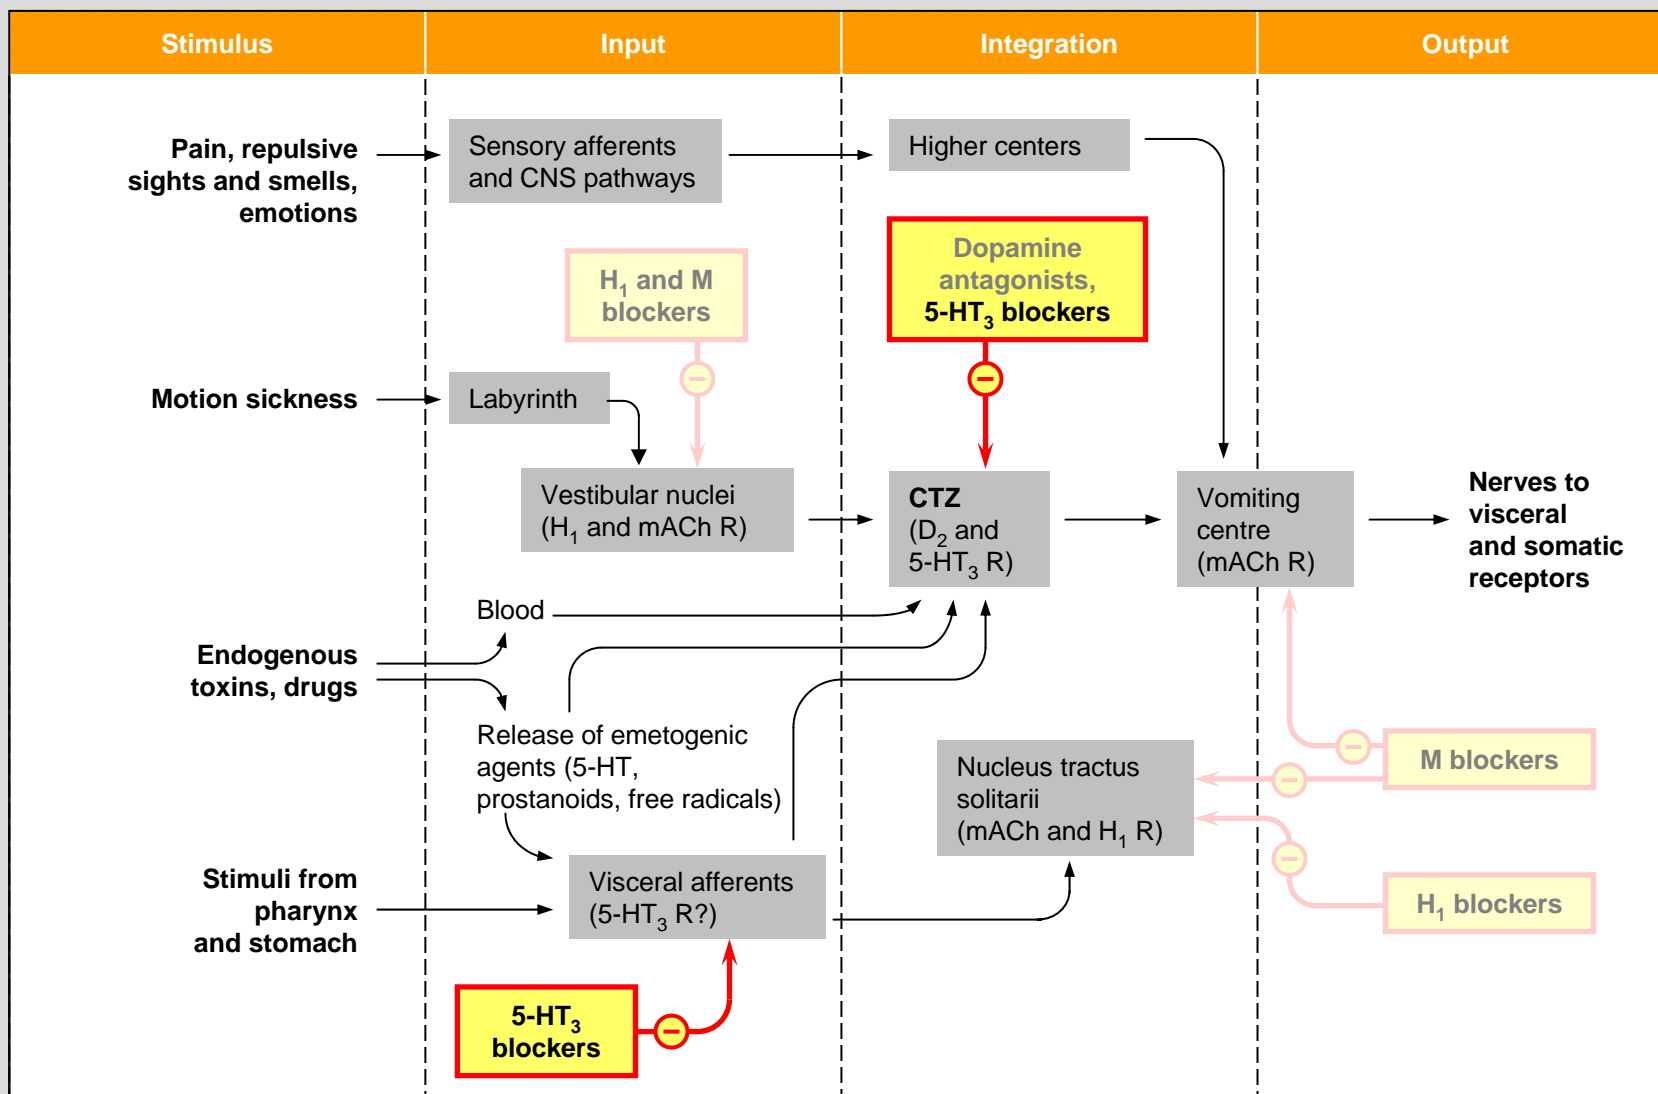 Stimulus
Input
Integration
Output
Pain, repulsive
sights and smells,
emotions
Sensory afferents
and CNS pathways
Higher centers
H₁ and M
blockers
Dopamine
antagonists,
5-HT₃ blockers
Motion sickness
Labyrinth
Vestibular nuclei
(H₁ and mACh R)
CTZ
(D₂ and
5-HT₃ R)
Vomiting
centre
(mACh R)
Nerves to
visceral
and somatic
receptors
Blood
Endogenous
toxins, drugs
Release of emetogenic
agents (5-HT,
prostanoids, free radicals)
Nucleus tractus
solitarii
(mACh and H₁ R)
M blockers
Stimuli from
pharynx
and stomach
Visceral afferents
(5-HT₃ R?)
H₁ blockers
5-HT₃
blockers